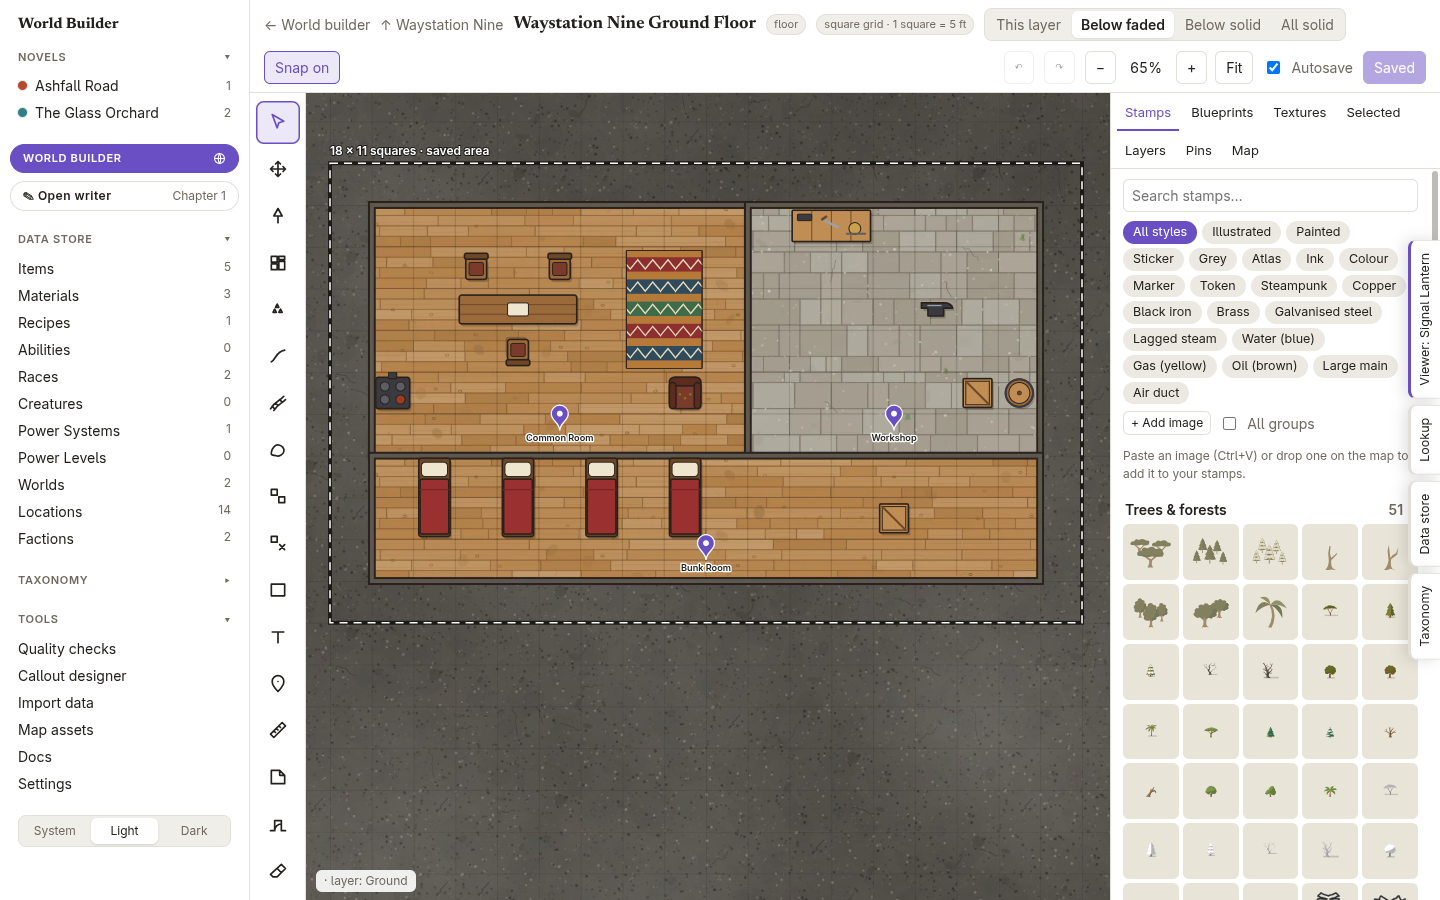 World Builder
NOVELS
Ashfall Road 1
The Glass Orchard 2
WORLD BUILDER
✎ Open writer Chapter 1
DATA STORE
Items 5
Materials 3
Recipes 1
Abilities 0
Races 2
Creatures 0
Power Systems 1
Power Levels 0
Worlds 2
Locations 14
Factions 2
TAXONOMY
TOOLS
Quality checks
Callout designer
Import data
Map assets
Docs
Settings
System Light Dark
← World builder ↑ Waystation Nine Waystation Nine Ground Floor floor square grid · 1 square = 5 ft This layer Below faded Below solid All solid
Snap on − 65% + Fit Autosave Saved
18 × 11 squares · saved area
Common Room
Workshop
Bunk Room
· layer: Ground
Stamps Blueprints Textures Selected
Layers Pins Map
Search stamps...
All styles Illustrated Painted
Sticker Grey Atlas Ink Colour
Marker Token Steampunk Copper
Black iron Brass Galvanised steel
Lagged steam Water (blue)
Gas (yellow) Oil (brown) Large main
Air duct
+ Add image All groups
Paste an image (Ctrl+V) or drop one on the map to
add it to your stamps.
Trees & forests 51
Viewer: Signal Lantern
Lookup
Data store
Taxonomy